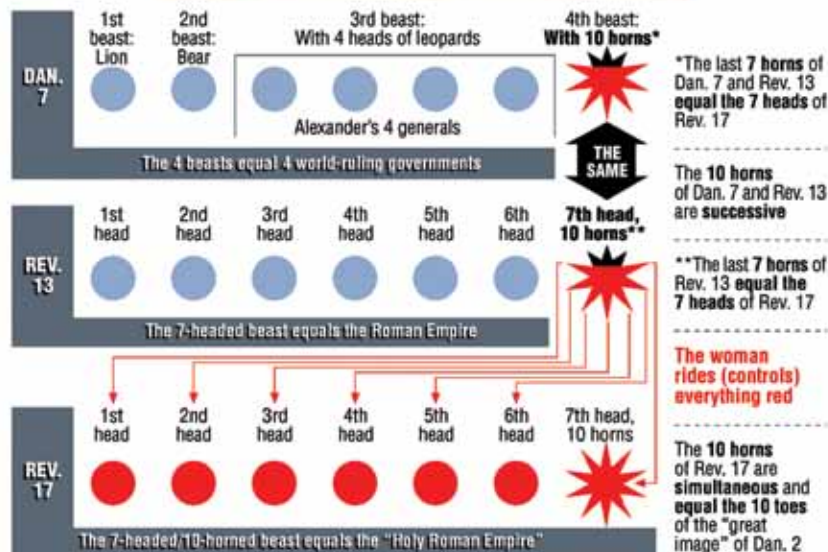 1st
beast:
Lion
2nd
beast:
Bear
3rd beast:
With 4 heads of leopards
4th beast:
With 10 horns*
DAN.
7
Alexander's 4 generals
The 4 beasts equal 4 world-ruling governments
THE
SAME
1st
head
2nd
head
3rd
head
4th
head
5th
head
6th
head
7th head,
10 horns**
REV.
13
The 7-headed beast equals the Roman Empire
1st
head
2nd
head
3rd
head
4th
head
5th
head
6th
head
7th head,
10 horns
REV.
17
The 7-headed/10-horned beast equals the "Holy Roman Empire"
*The last 7 horns of
Dan. 7 and Rev. 13
equal the 7 heads of
Rev. 17
The 10 horns
of Dan. 7 and Rev. 13
are successive
**The last 7 horns of
Rev. 13 equal the
7 heads of Rev. 17
The woman
rides (controls)
everything red
The 10 horns
of Rev. 17 are
simultaneous and
equal the 10 toes
of the "great
image" of Dan. 2